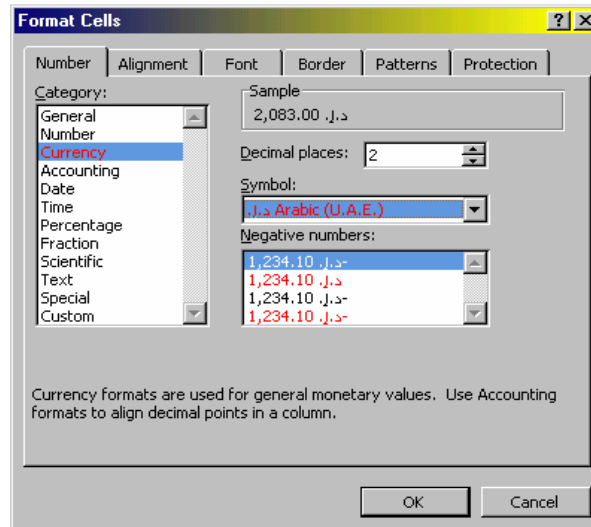 Format Cells
Number Alignment Font Border Patterns Protection
Category:
General
Number
Currency
Accounting
Date
Time
Percentage
Fraction
Scientific
Text
Special
Custom
Sample
2,083.00 د.إ.
Decimal places: 2
Symbol:
د.إ. Arabic (U.A.E.)
Negative numbers:
1,234.10 د.إ.-
1,234.10 د.إ.
1,234.10 د.إ.-
1,234.10 د.إ.-
Currency formats are used for general monetary values. Use Accounting
formats to align decimal points in a column.
OK Cancel